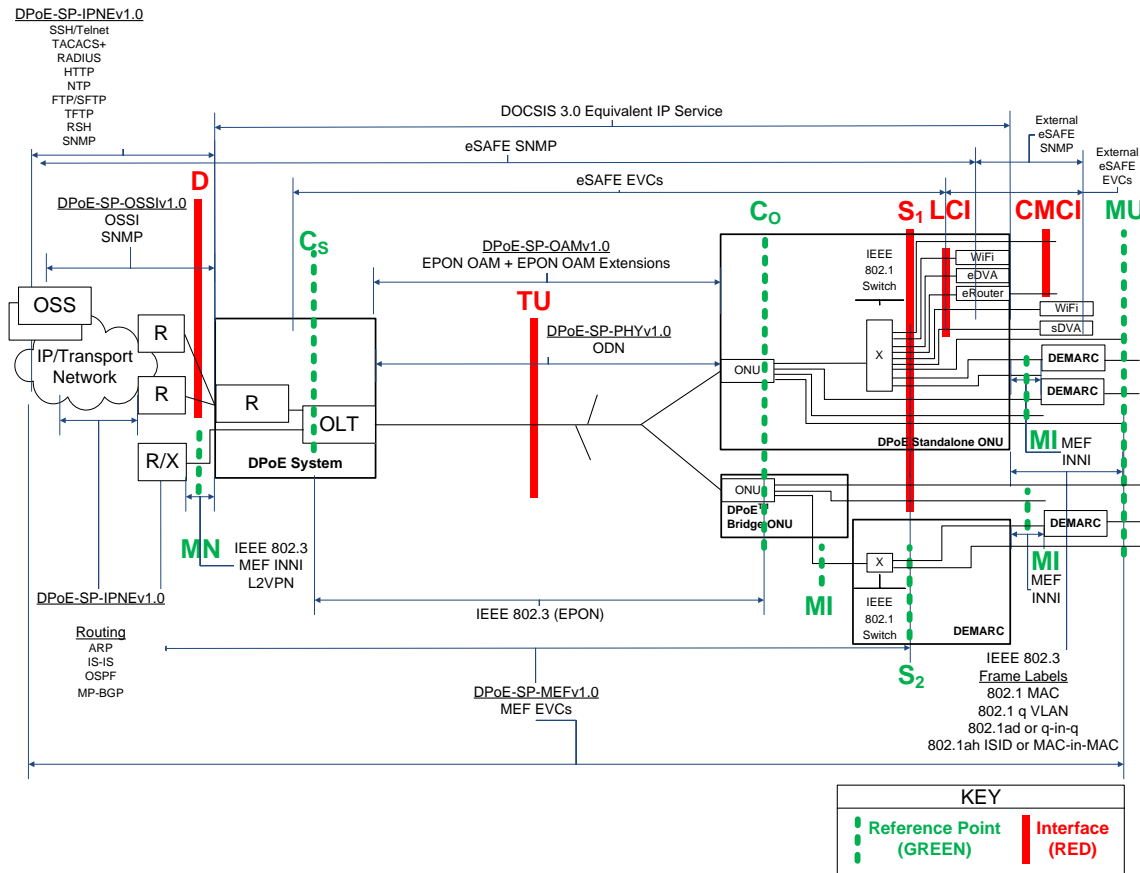 DPoE-SP-IPNEv1.0
SSH/Telnet
TACACS+
RADIUS
HTTP
NTP
FTP/SFTP
TFTP
RSH
SNMP
DOCSIS 3.0 Equivalent IP Service
eSAFE SNMP
External
eSAFE
SNMP
External
eSAFE
EVCs
eSAFE EVCs
D
DPoE-SP-OSSIv1.0
OSSI
SNMP
CS
DPoE-SP-OAMv1.0
EPON OAM + EPON OAM Extensions
CO
S1
LCI
CMCI
MU
TU
DPoE-SP-PHYv1.0
ODN
IEEE
802.1
Switch
WiFi
eDVA
eRouter
WiFi
sDVA
X
ONU
DEMARC
DEMARC
DPoE Standalone ONU
OSS
IP/Transport
Network
R
R
R/X
R
OLT
DPoE System
MI
MEF
INNI
ONU
DPoE™
Bridge ONU
DEMARC
MI
MEF
INNI
MN
IEEE 802.3
MEF INNI
L2VPN
MI
X
IEEE
802.1
Switch
DEMARC
DPoE-SP-IPNEv1.0
IEEE 802.3 (EPON)
Routing
ARP
IS-IS
OSPF
MP-BGP
S2
DPoE-SP-MEFv1.0
MEF EVCs
IEEE 802.3
Frame Labels
802.1 MAC
802.1 q VLAN
802.1ad or q-in-q
802.1ah ISID or MAC-in-MAC
KEY
Reference Point
(GREEN)
Interface
(RED)